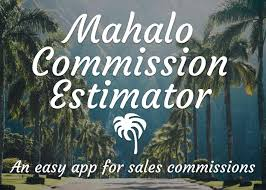 Mahalo
Commission
Estimator
An easy app for sales commissions